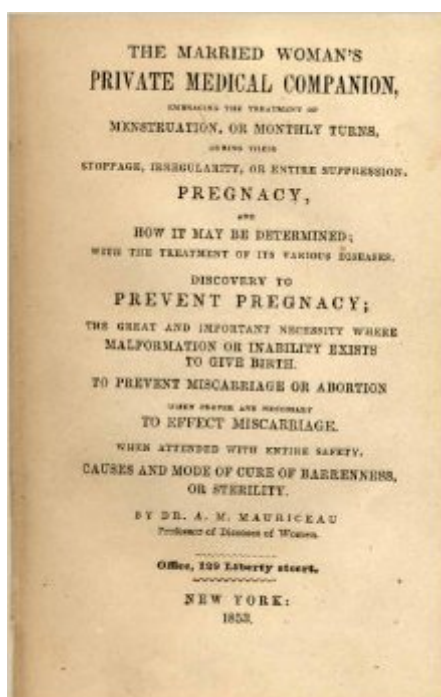 THE MARRIED WOMAN'S
PRIVATE MEDICAL COMPANION,
EMBRACING THE TREATMENT OF
MENSTRUATION, OR MONTHLY TURNS,
DURING THEIR
STOPPAGE, IRREGULARITY, OR ENTIRE SUPPRESSION.
PREGNACY,
AND
HOW IT MAY BE DETERMINED;
WITH THE TREATMENT OF ITS VARIOUS DISEASES.
DISCOVERY TO
PREVENT PREGNACY;
THE GREAT AND IMPORTANT NECESSITY WHERE
MALFORMATION OR INABILITY EXISTS
TO GIVE BIRTH.
TO PREVENT MISCARRIAGE OR ABORTION
WHEN PROPER AND NECESSARY
TO EFFECT MISCARRIAGE.
WHEN ATTENDED WITH ENTIRE SAFETY.
CAUSES AND MODE OF CURE OF BARRENNESS,
OR STERILITY.
BY DR. A. M. MAURICEAU
Professor of Diseases of Women.
Office, 129 Liberty steert.
NEW YORK:
1853.